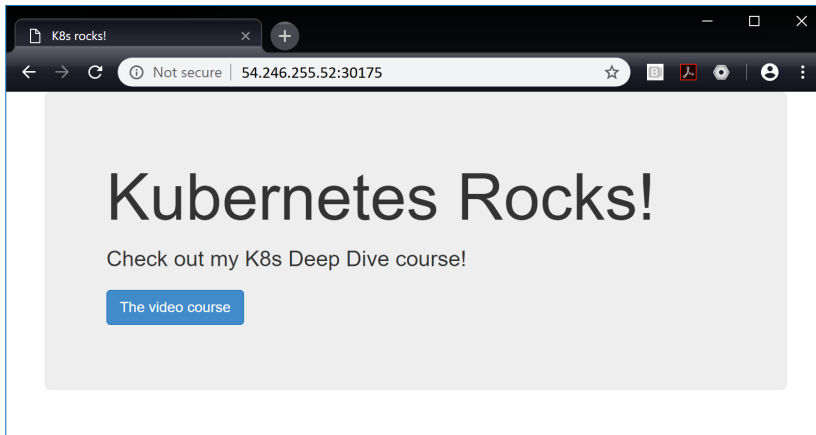 K8s rocks!
Not secure
54.246.255.52:30175
Kubernetes Rocks!
Check out my K8s Deep Dive course!
The video course